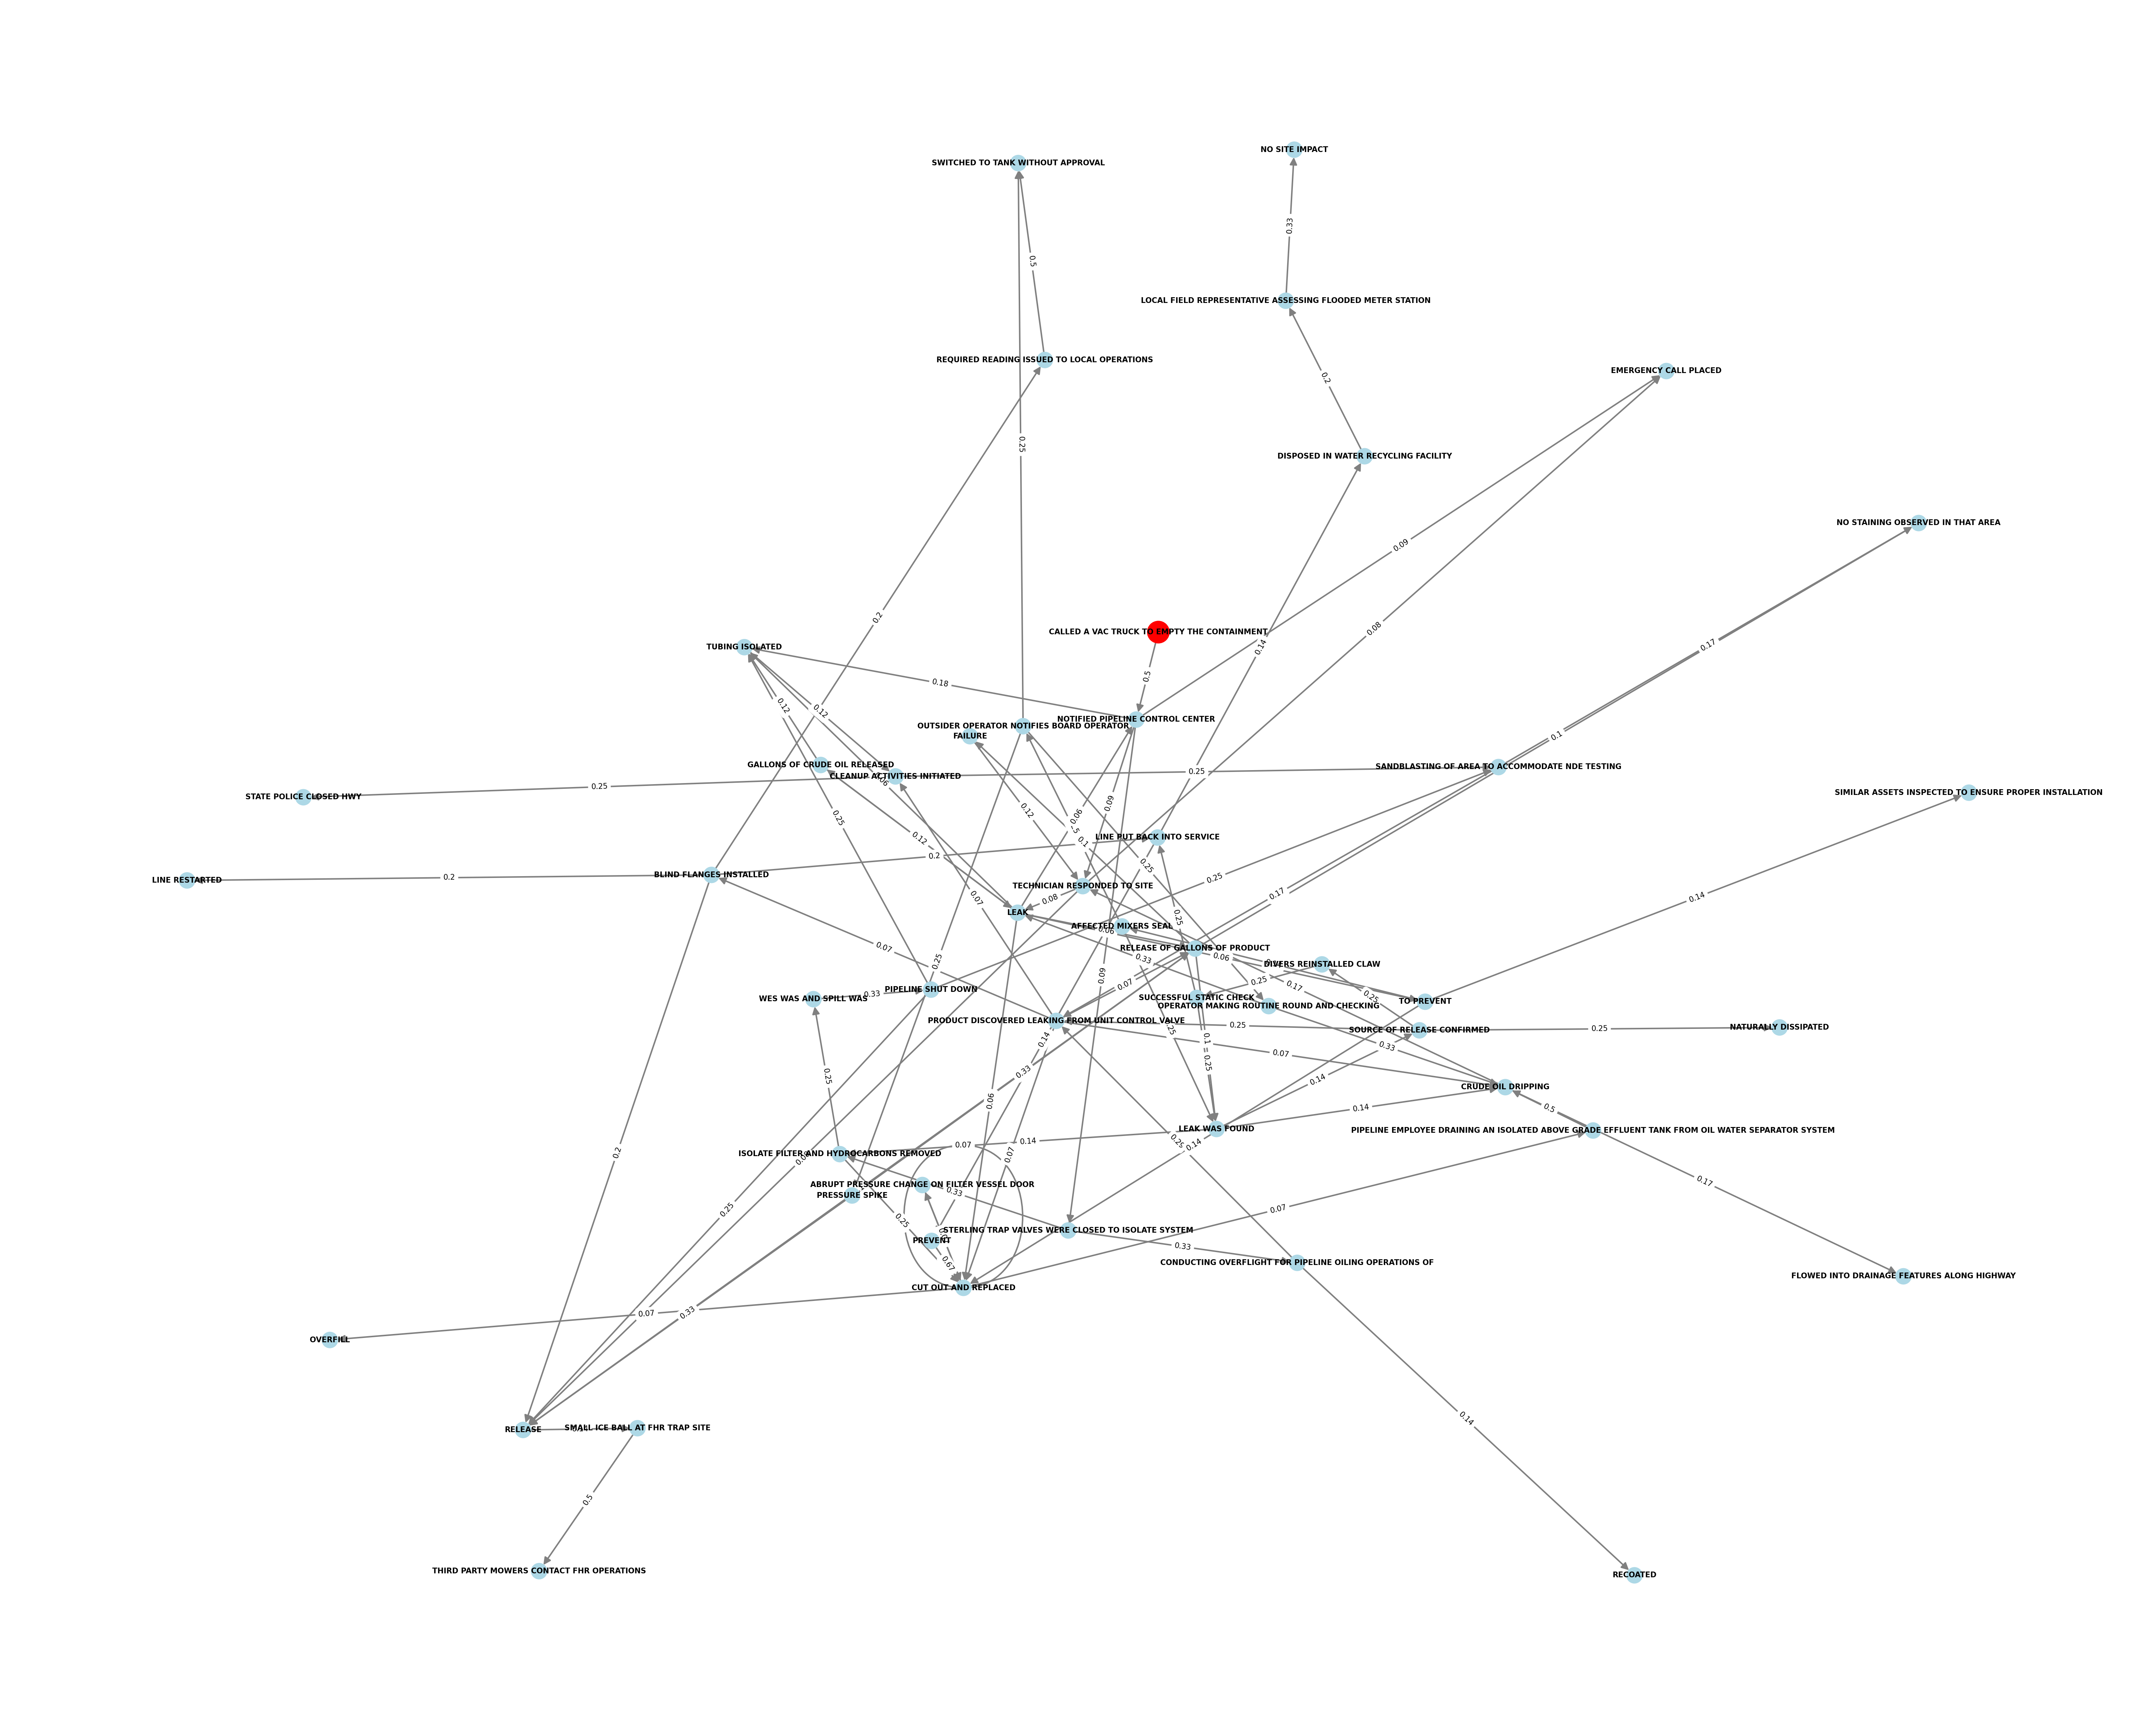 NO SITE IMPACT
SWITCHED TO TANK WITHOUT APPROVAL
0.33
0.5
LOCAL FIELD REPRESENTATIVE ASSESSING FLOODED METER STATION
REQUIRED READING ISSUED TO LOCAL OPERATIONS
EMERGENCY CALL PLACED
0.2
0.25
DISPOSED IN WATER RECYCLING FACILITY
NO STAINING OBSERVED IN THAT AREA
0.09
0.2
0.08
CALLED A VAC TRUCK TO EMPTY THE CONTAINMENT
TUBING ISOLATED
0.14
0.17
0.5
0.18
0.12
0.12
NOTIFIED PIPELINE CONTROL CENTER
OUTSIDER OPERATOR NOTIFIES BOARD OPERATOR
FAILURE
0.1
GALLONS OF CRUDE OIL RELEASED
SANDBLASTING OF AREA TO ACCOMMODATE NDE TESTING
0.25
CLEANUP ACTIVITIES INITIATED
0.25
SIMILAR ASSETS INSPECTED TO ENSURE PROPER INSTALLATION
STATE POLICE CLOSED HWY
0.09
0.12
0.06
0.25
LINE PUT BACK INTO SERVICE
0.12
0.1
0.2
0.25
BLIND FLANGES INSTALLED
0.2
LINE RESTARTED
0.25
TECHNICIAN RESPONDED TO SITE
0.17
0.14
0.07
0.08
LEAK
0.25
AFFECTED MIXERS SEAL
0.06
0.07
RELEASE OF GALLONS OF PRODUCT
0.33
0.06
0.25
DIVERS REINSTALLED CLAW
0.09
0.25
0.07
0.17
PIPELINE SHUT DOWN
0.33
0.25
WES WAS AND SPILL WAS
SUCCESSFUL STATIC CHECK
TO PREVENT
OPERATOR MAKING ROUTINE ROUND AND CHECKING
PRODUCT DISCOVERED LEAKING FROM UNIT CONTROL VALVE
0.25
0.25
NATURALLY DISSIPATED
SOURCE OF RELEASE CONFIRMED
0.25
0.14
0.1
0.33
0.07
0.25
0.33
0.25
0.14
CRUDE OIL DRIPPING
0.06
0.14
0.5
LEAK WAS FOUND
PIPELINE EMPLOYEE DRAINING AN ISOLATED ABOVE GRADE EFFLUENT TANK FROM OIL WATER SEPARATOR SYSTEM
0.07
0.14
0.25
0.14
0.07
ISOLATE FILTER AND HYDROCARBONS REMOVED
0.17
ABRUPT PRESSURE CHANGE ON FILTER VESSEL DOOR
0.33
PRESSURE SPIKE
0.25
0.07
0.25
STERLING TRAP VALVES WERE CLOSED TO ISOLATE SYSTEM
PREVENT
0.33
0.67
CONDUCTING OVERFLIGHT FOR PIPELINE OILING OPERATIONS OF
FLOWED INTO DRAINAGE FEATURES ALONG HIGHWAY
0.2
CUT OUT AND REPLACED
0.33
0.07
OVERFILL
0.14
SMALL ICE BALL AT FHR TRAP SITE
RELEASE
0.5
THIRD PARTY MOWERS CONTACT FHR OPERATIONS
RECOATED